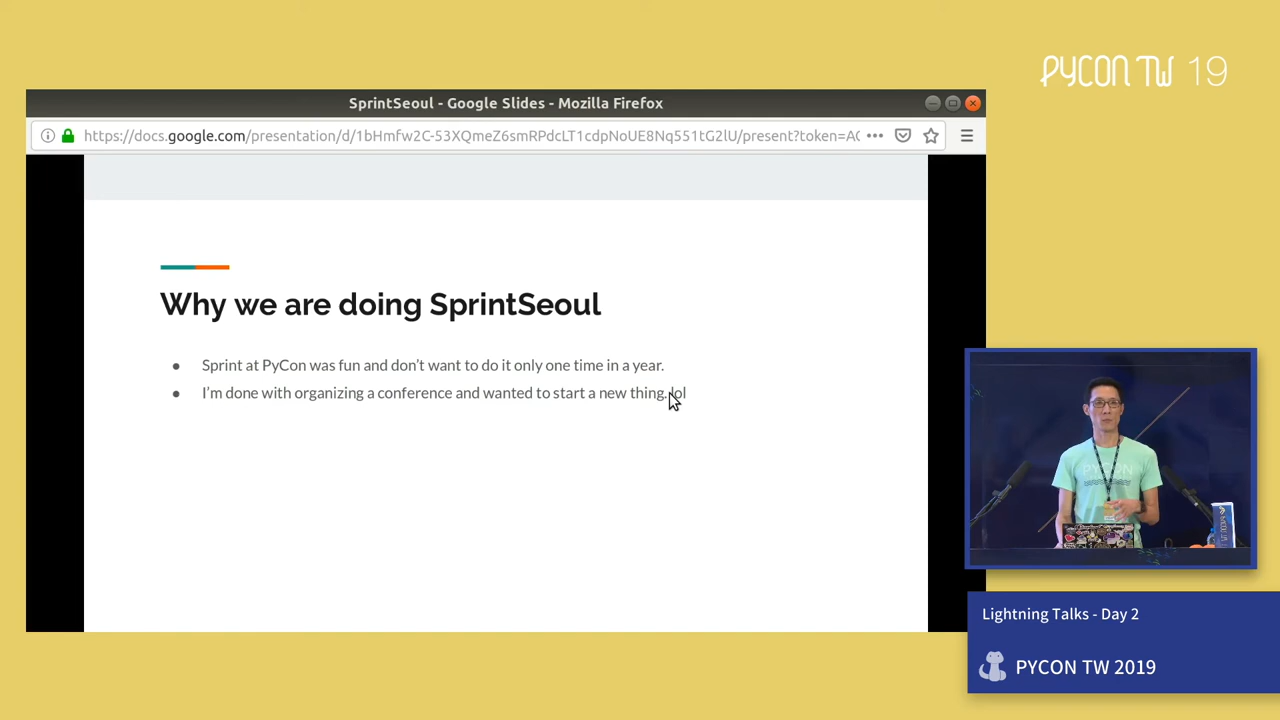 PYCON TW 19
SprintSeoul - Google Slides - Mozilla Firefox
https://docs.google.com/presentation/d/1bHmfw2C-53XQmeZ6smRPdcLT1cdpNoUE8Nq551tG2lU/present?token=AC
Why we are doing SprintSeoul
● Sprint at PyCon was fun and don’t want to do it only one time in a year.
● I’m done with organizing a conference and wanted to start a new thing. lol
PYCON
Lightning Talks - Day 2
PYCON TW 2019